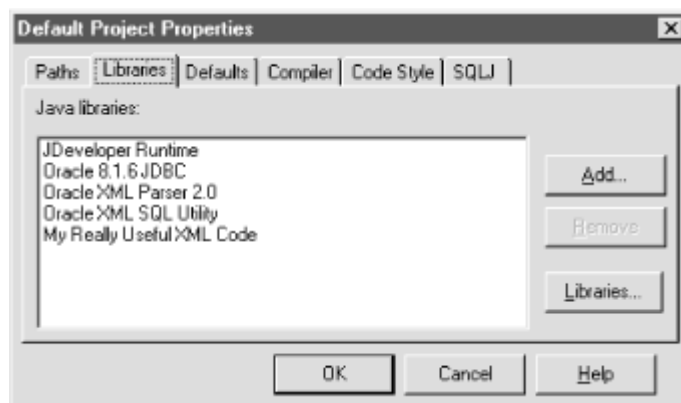 Default Project Properties
Paths Libraries Defaults Compiler Code Style SQLJ
Java libraries:
JDeveloper Runtime
Oracle 8.1.6 JDBC
Oracle XML Parser 2.0
Oracle XML SQL Utility
My Really Useful XML Code
Add...
Remove
Libraries...
OK Cancel Help